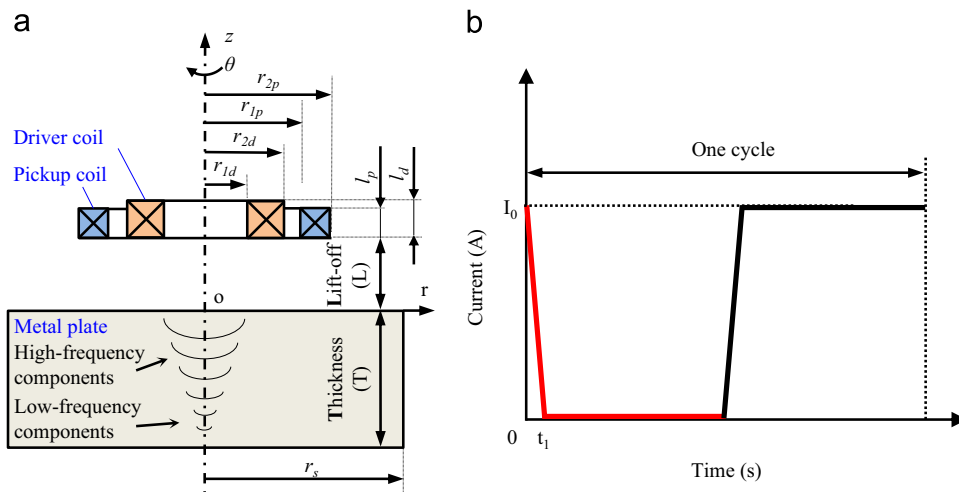 a
b
z
θ
r2p
r1p
r2d
r1d
lp
ld
Driver coil
Pickup coil
Lift-off
(L)
o
r
Metal plate
High-frequency
components
Low-frequency
components
Thickness
(T)
rs
One cycle
I0
Current (A)
0
t1
Time (s)